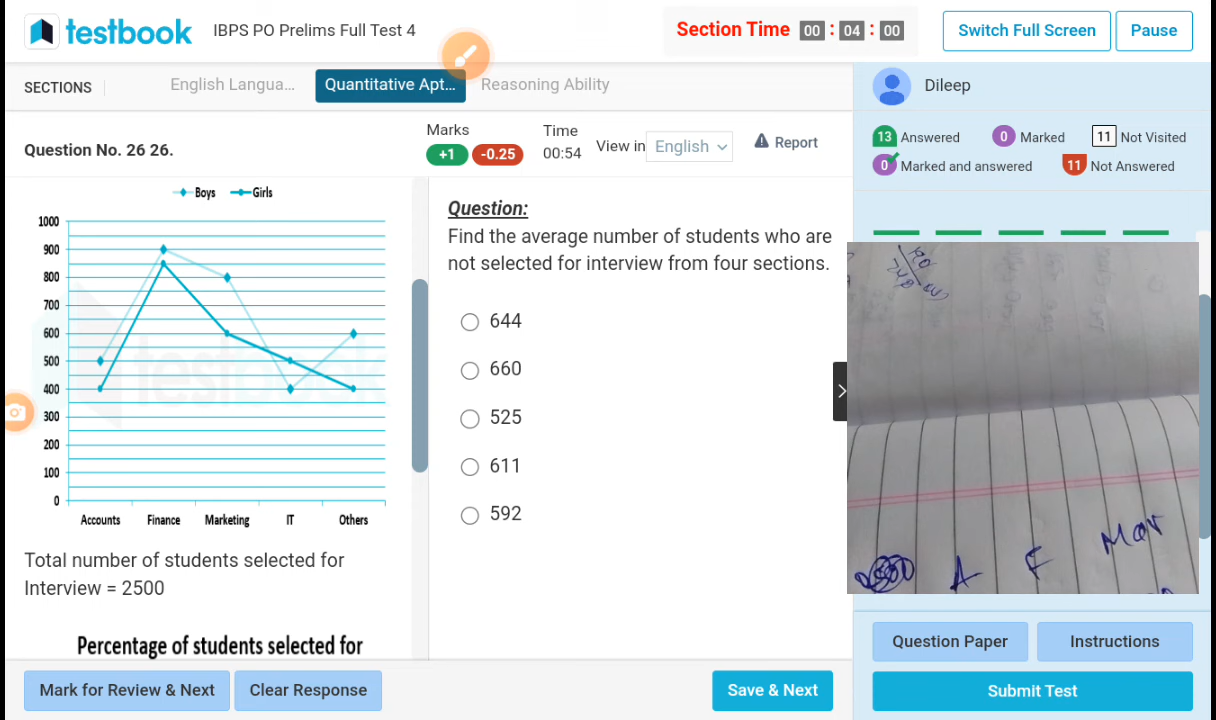 testbook
IBPS PO Prelims Full Test 4
Section Time 00 : 04 : 00
Switch Full Screen
Pause
SECTIONS
English Langua...
Quantitative Apt...
Reasoning Ability
Dileep
Question No. 26 26.
Marks
+1 -0.25
Time
00:54
View in English
Report
13 Answered
0 Marked
11 Not Visited
0 Marked and answered
11 Not Answered
Boys Girls
1000
900
800
700
600
500
400
300
200
100
0
Accounts Finance Marketing IT Others
testbook
Total number of students selected for
Interview = 2500
Percentage of students selected for
Question:
Find the average number of students who are
not selected for interview from four sections.
644
660
525
611
592
A F Mar
Mark for Review & Next
Clear Response
Save & Next
Question Paper
Instructions
Submit Test